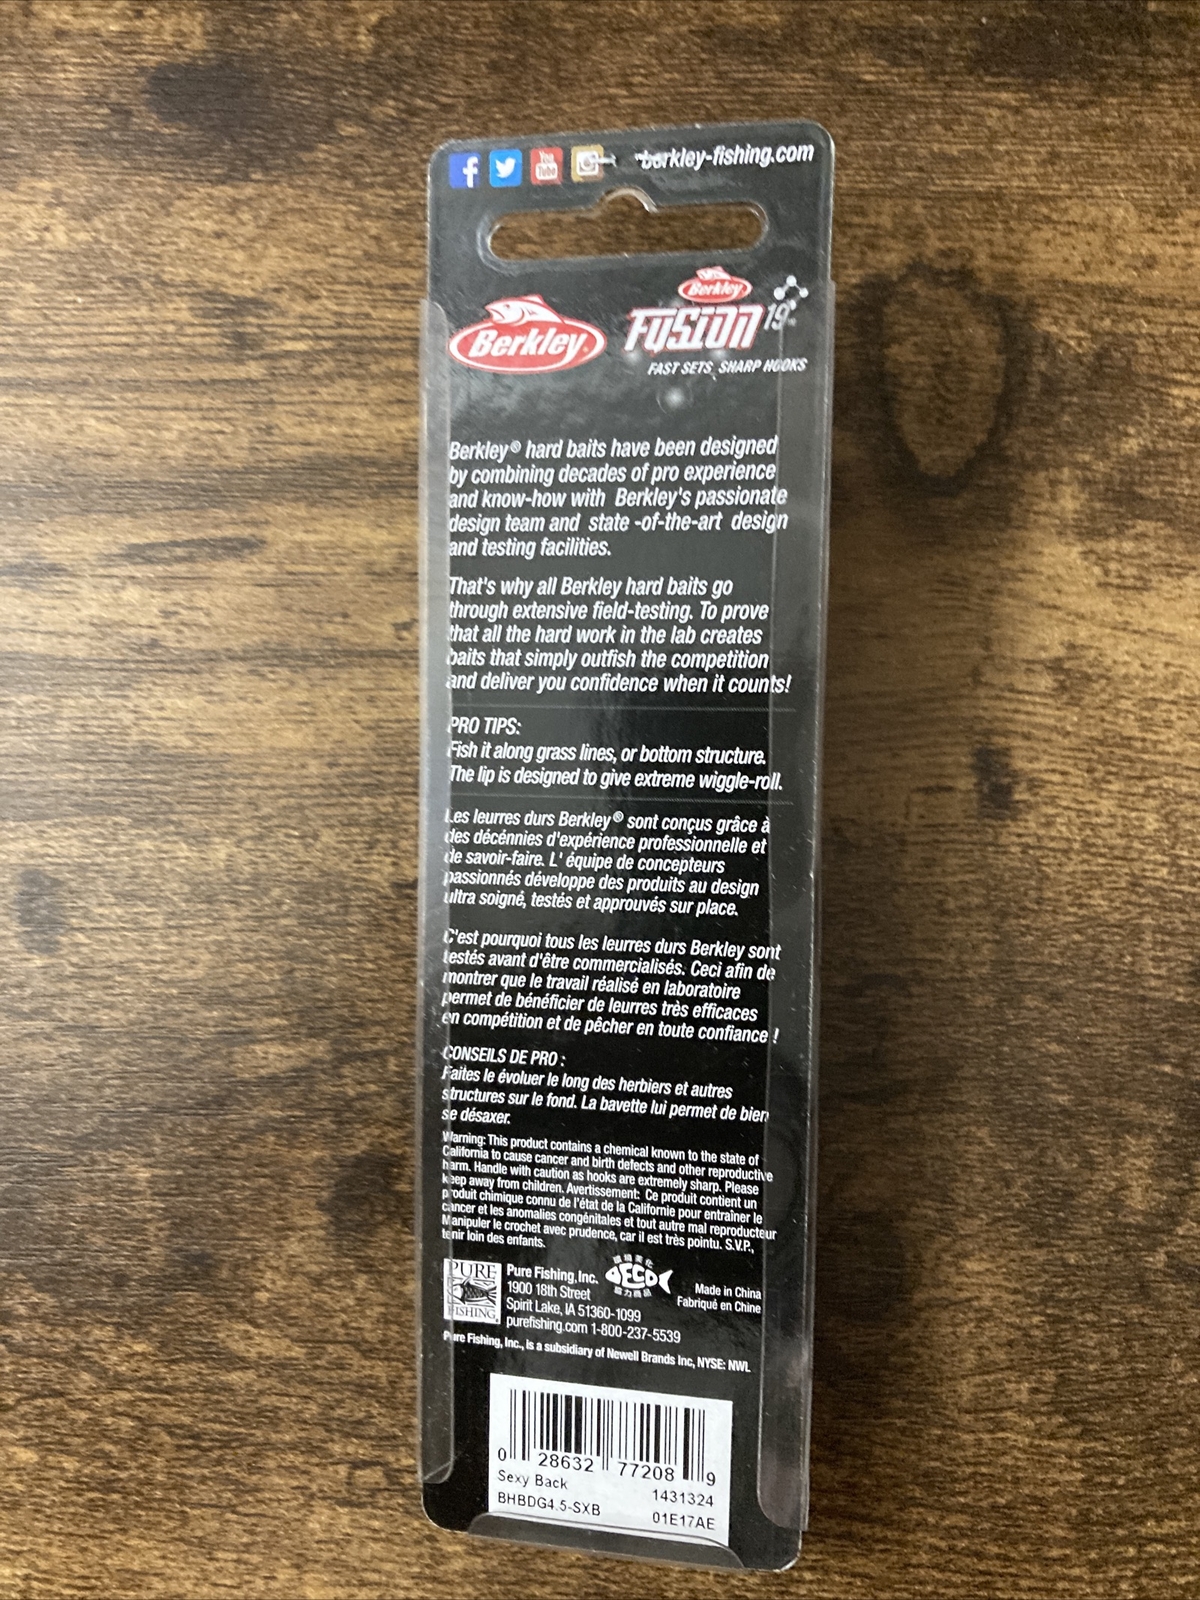 You
Tube
berkley-fishing.com
Berkley
FUSION 19™
Berkley®
FAST SETS, SHARP HOOKS
Berkley® hard baits have been designed
by combining decades of pro experience
and know-how with Berkley's passionate
design team and state -of-the-art design
and testing facilities.
That's why all Berkley hard baits go
through extensive field-testing. To prove
that all the hard work in the lab creates
baits that simply outfish the competition
and deliver you confidence when it counts!
PRO TIPS:
Fish it along grass lines, or bottom structure.
The lip is designed to give extreme wiggle-roll.
Les leurres durs Berkley® sont conçus grâce à
des décénnies d'expérience professionnelle et
de savoir-faire. L' équipe de concepteurs
passionnés développe des produits au design
ultra soigné, testés et approuvés sur place.
C'est pourquoi tous les leurres durs Berkley sont
testés avant d'être commercialisés. Ceci afin de
montrer que le travail réalisé en laboratoire
permet de bénéficier de leurres très efficaces
en compétition et de pêcher en toute confiance !
CONSEILS DE PRO :
Faites le évoluer le long des herbiers et autres
structures sur le fond. La bavette lui permet de bien
se désaxer.
Warning: This product contains a chemical known to the state of
California to cause cancer and birth defects and other reproductive
harm. Handle with caution as hooks are extremely sharp. Please
keep away from children. Avertissement: Ce produit contient un
produit chimique connu de l'état de la Californie pour entraîner le
cancer et les anomalies congénitales et tout autre mal reproducteur
Manipuler le crochet avec prudence, car il est très pointu. S.V.P.,
tenir loin des enfants.
PURE
FISHING
Pure Fishing, Inc.
1900 18th Street
Spirit Lake, IA 51360-1099
purefishing.com 1-800-237-5539
ECO
Made in China
Fabriqué en Chine
Pure Fishing, Inc., is a subsidiary of Newell Brands Inc, NYSE: NWL
0 28632 77208 9
Sexy Back 1431324
BHBDG4.5-SXB 01E17AE